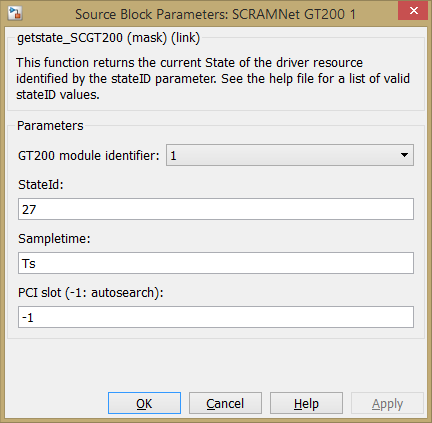 Source Block Parameters: SCRAMNet GT200 1
getstate_SCGT200 (mask) (link)
This function returns the current State of the driver resource
identified by the stateID parameter. See the help file for a list of valid
stateID values.
Parameters
GT200 module identifier: 1
StateId:
27
Sampletime:
Ts
PCI slot (-1: autosearch):
-1
OK Cancel Help Apply